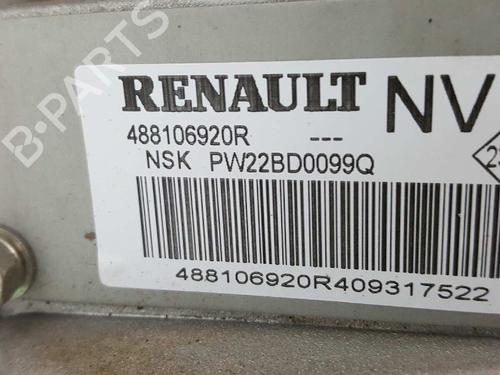 B-PARTS
RENAULT NV
488106920R ---
NSK PW22BD0099Q
488106920R409317522